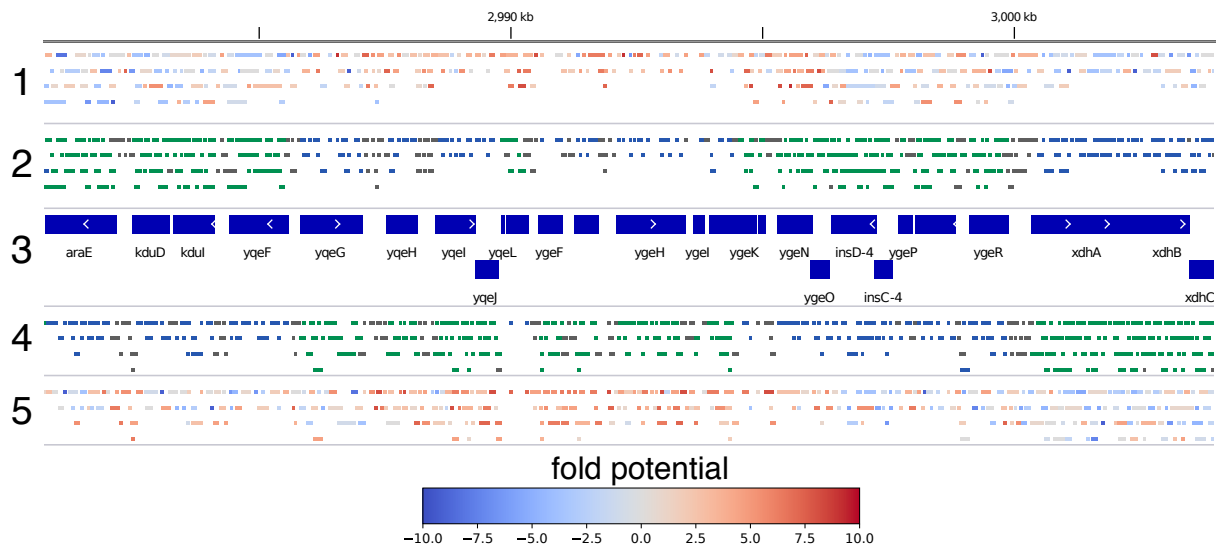 2,990 kb 3,000 kb
1
2
3
araE kduD kduI yqeF yqeG yqeH yqeI yqeL ygeF ygeH ygeI ygeK ygeN insD-4 ygeP ygeR xdhA xdhB
yqeJ ygeO insC-4 xdhC
4
5
fold potential
−10.0 −7.5 −5.0 −2.5 0.0 2.5 5.0 7.5 10.0